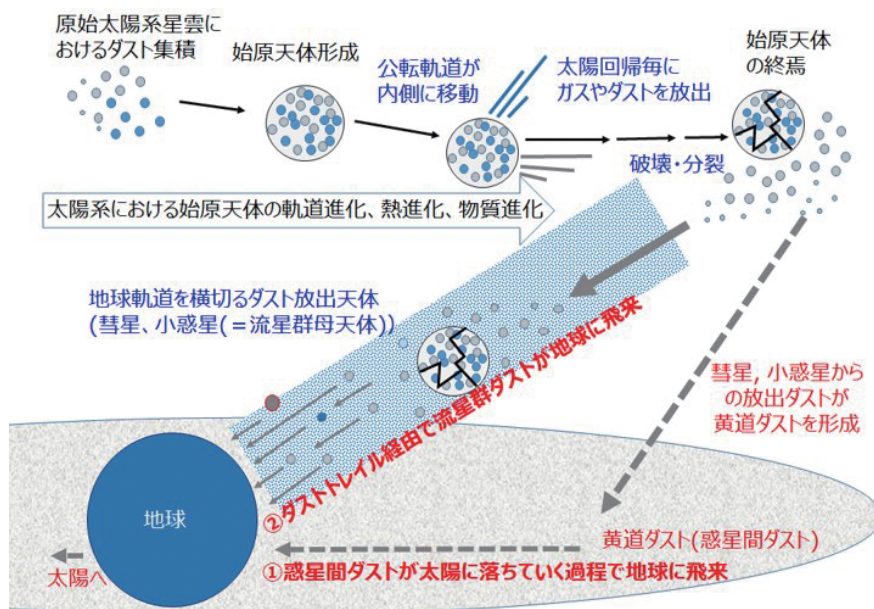 原始太陽系星雲に
おけるダスト集積
始原天体形成
公転軌道が
内側に移動
太陽回帰毎に
ガスやダストを放出
始原天体
の終焉
破壊・分裂
太陽系における始原天体の軌道進化、熱進化、物質進化
地球軌道を横切るダスト放出天体
(彗星、小惑星(=流星群母天体))
②ダストトレイル経由で流星群ダストが地球に飛来
彗星, 小惑星から
の放出ダストが
黄道ダストを形成
地球
黄道ダスト(惑星間ダスト)
太陽へ
①惑星間ダストが太陽に落ちていく過程で地球に飛来